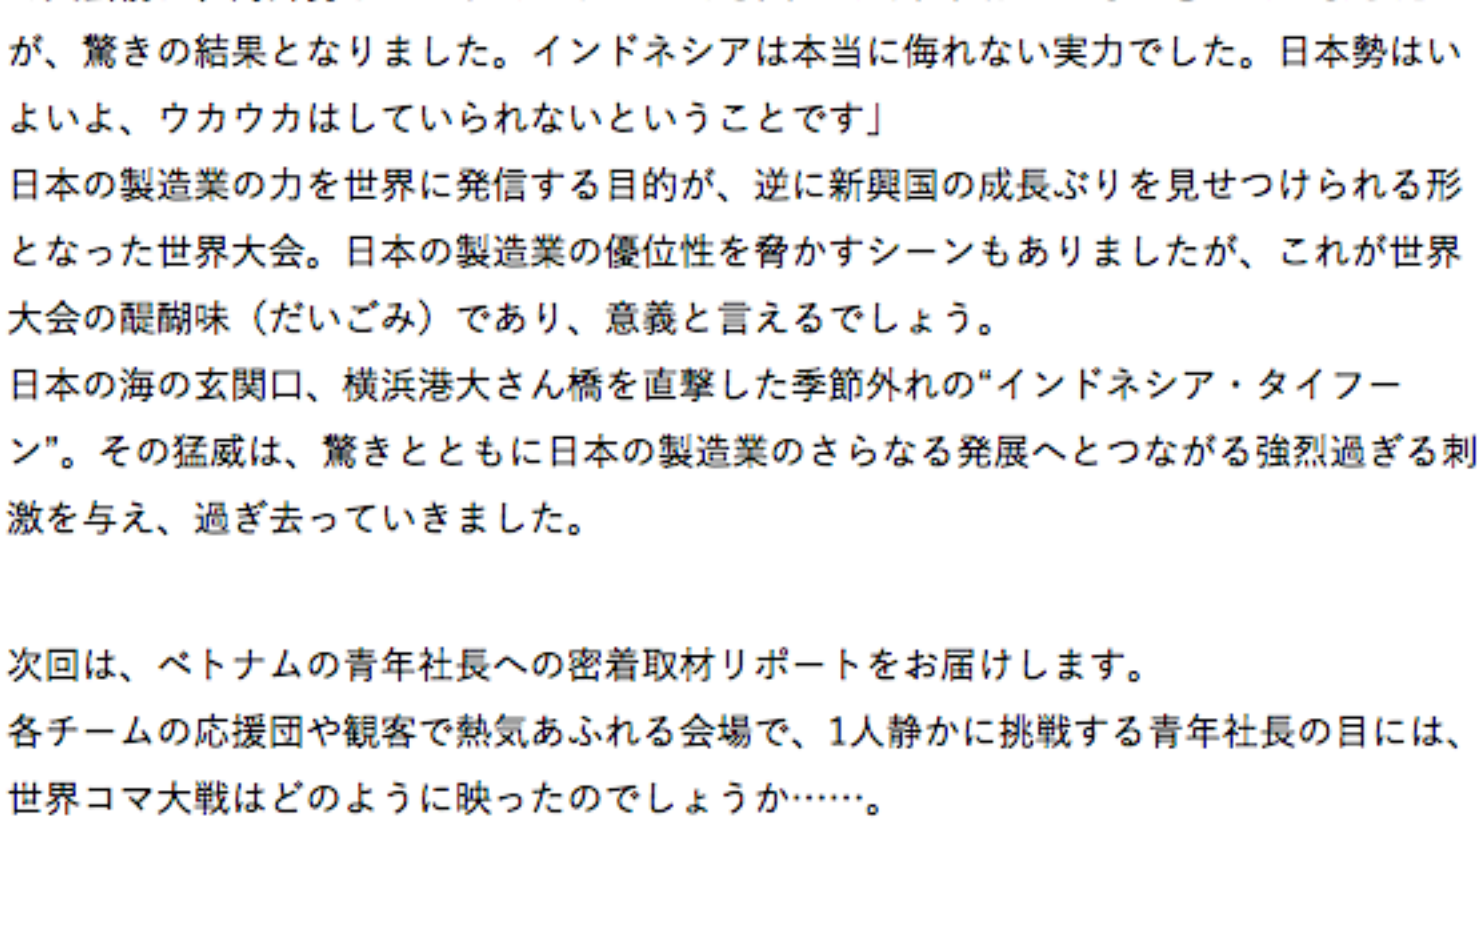 が、驚きの結果となりました。インドネシアは本当に侮れない実力でした。日本勢はい
よいよ、ウカウカはしていられないということです」
日本の製造業の力を世界に発信する目的が、逆に新興国の成長ぶりを見せつけられる形
となった世界大会。日本の製造業の優位性を脅かすシーンもありましたが、これが世界
大会の醍醐味（だいごみ）であり、意義と言えるでしょう。
日本の海の玄関口、横浜港大さん橋を直撃した季節外れの“インドネシア・タイフー
ン”。その猛威は、驚きとともに日本の製造業のさらなる発展へとつながる強烈過ぎる刺
激を与え、過ぎ去っていきました。
次回は、ベトナムの青年社長への密着取材リポートをお届けします。
各チームの応援団や観客で熱気あふれる会場で、1人静かに挑戦する青年社長の目には、
世界コマ大戦はどのように映ったのでしょうか……。